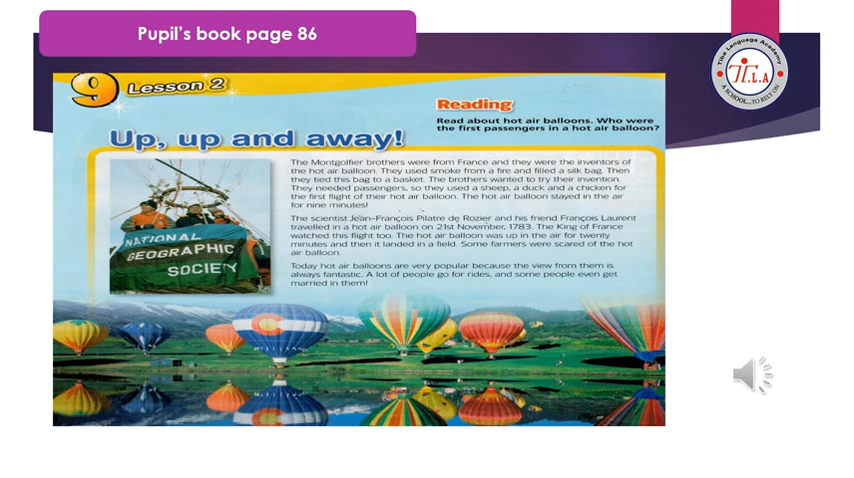 Pupil's book page 86
Tiba Language Academy
T.L.A
A SCHOOL...TO RELY ON
9 Lesson 2
Reading
Read about hot air balloons. Who were
the first passengers in a hot air balloon?
Up, up and away!
The Montgolfier brothers were from France and they were the inventors of
the hot air balloon. They used smoke from a fire and filled a silk bag. Then
they tied this bag to a basket. The brothers wanted to try their invention.
They needed passengers, so they used a sheep, a duck and a chicken for
the first flight of their hot air balloon. The hot air balloon stayed in the air
for nine minutes!
The scientist Jean-François Pilatre de Rozier and his friend François Laurent
travelled in a hot air balloon on 21st November, 1783. The King of France
watched this flight too. The hot air balloon was up in the air for twenty
minutes and then it landed in a field. Some farmers were scared of the hot
air balloon.
Today hot air balloons are very popular because the view from them is
always fantastic. A lot of people go for rides, and some people even get
married in them!
NATIONAL
GEOGRAPHIC
SOCIETY